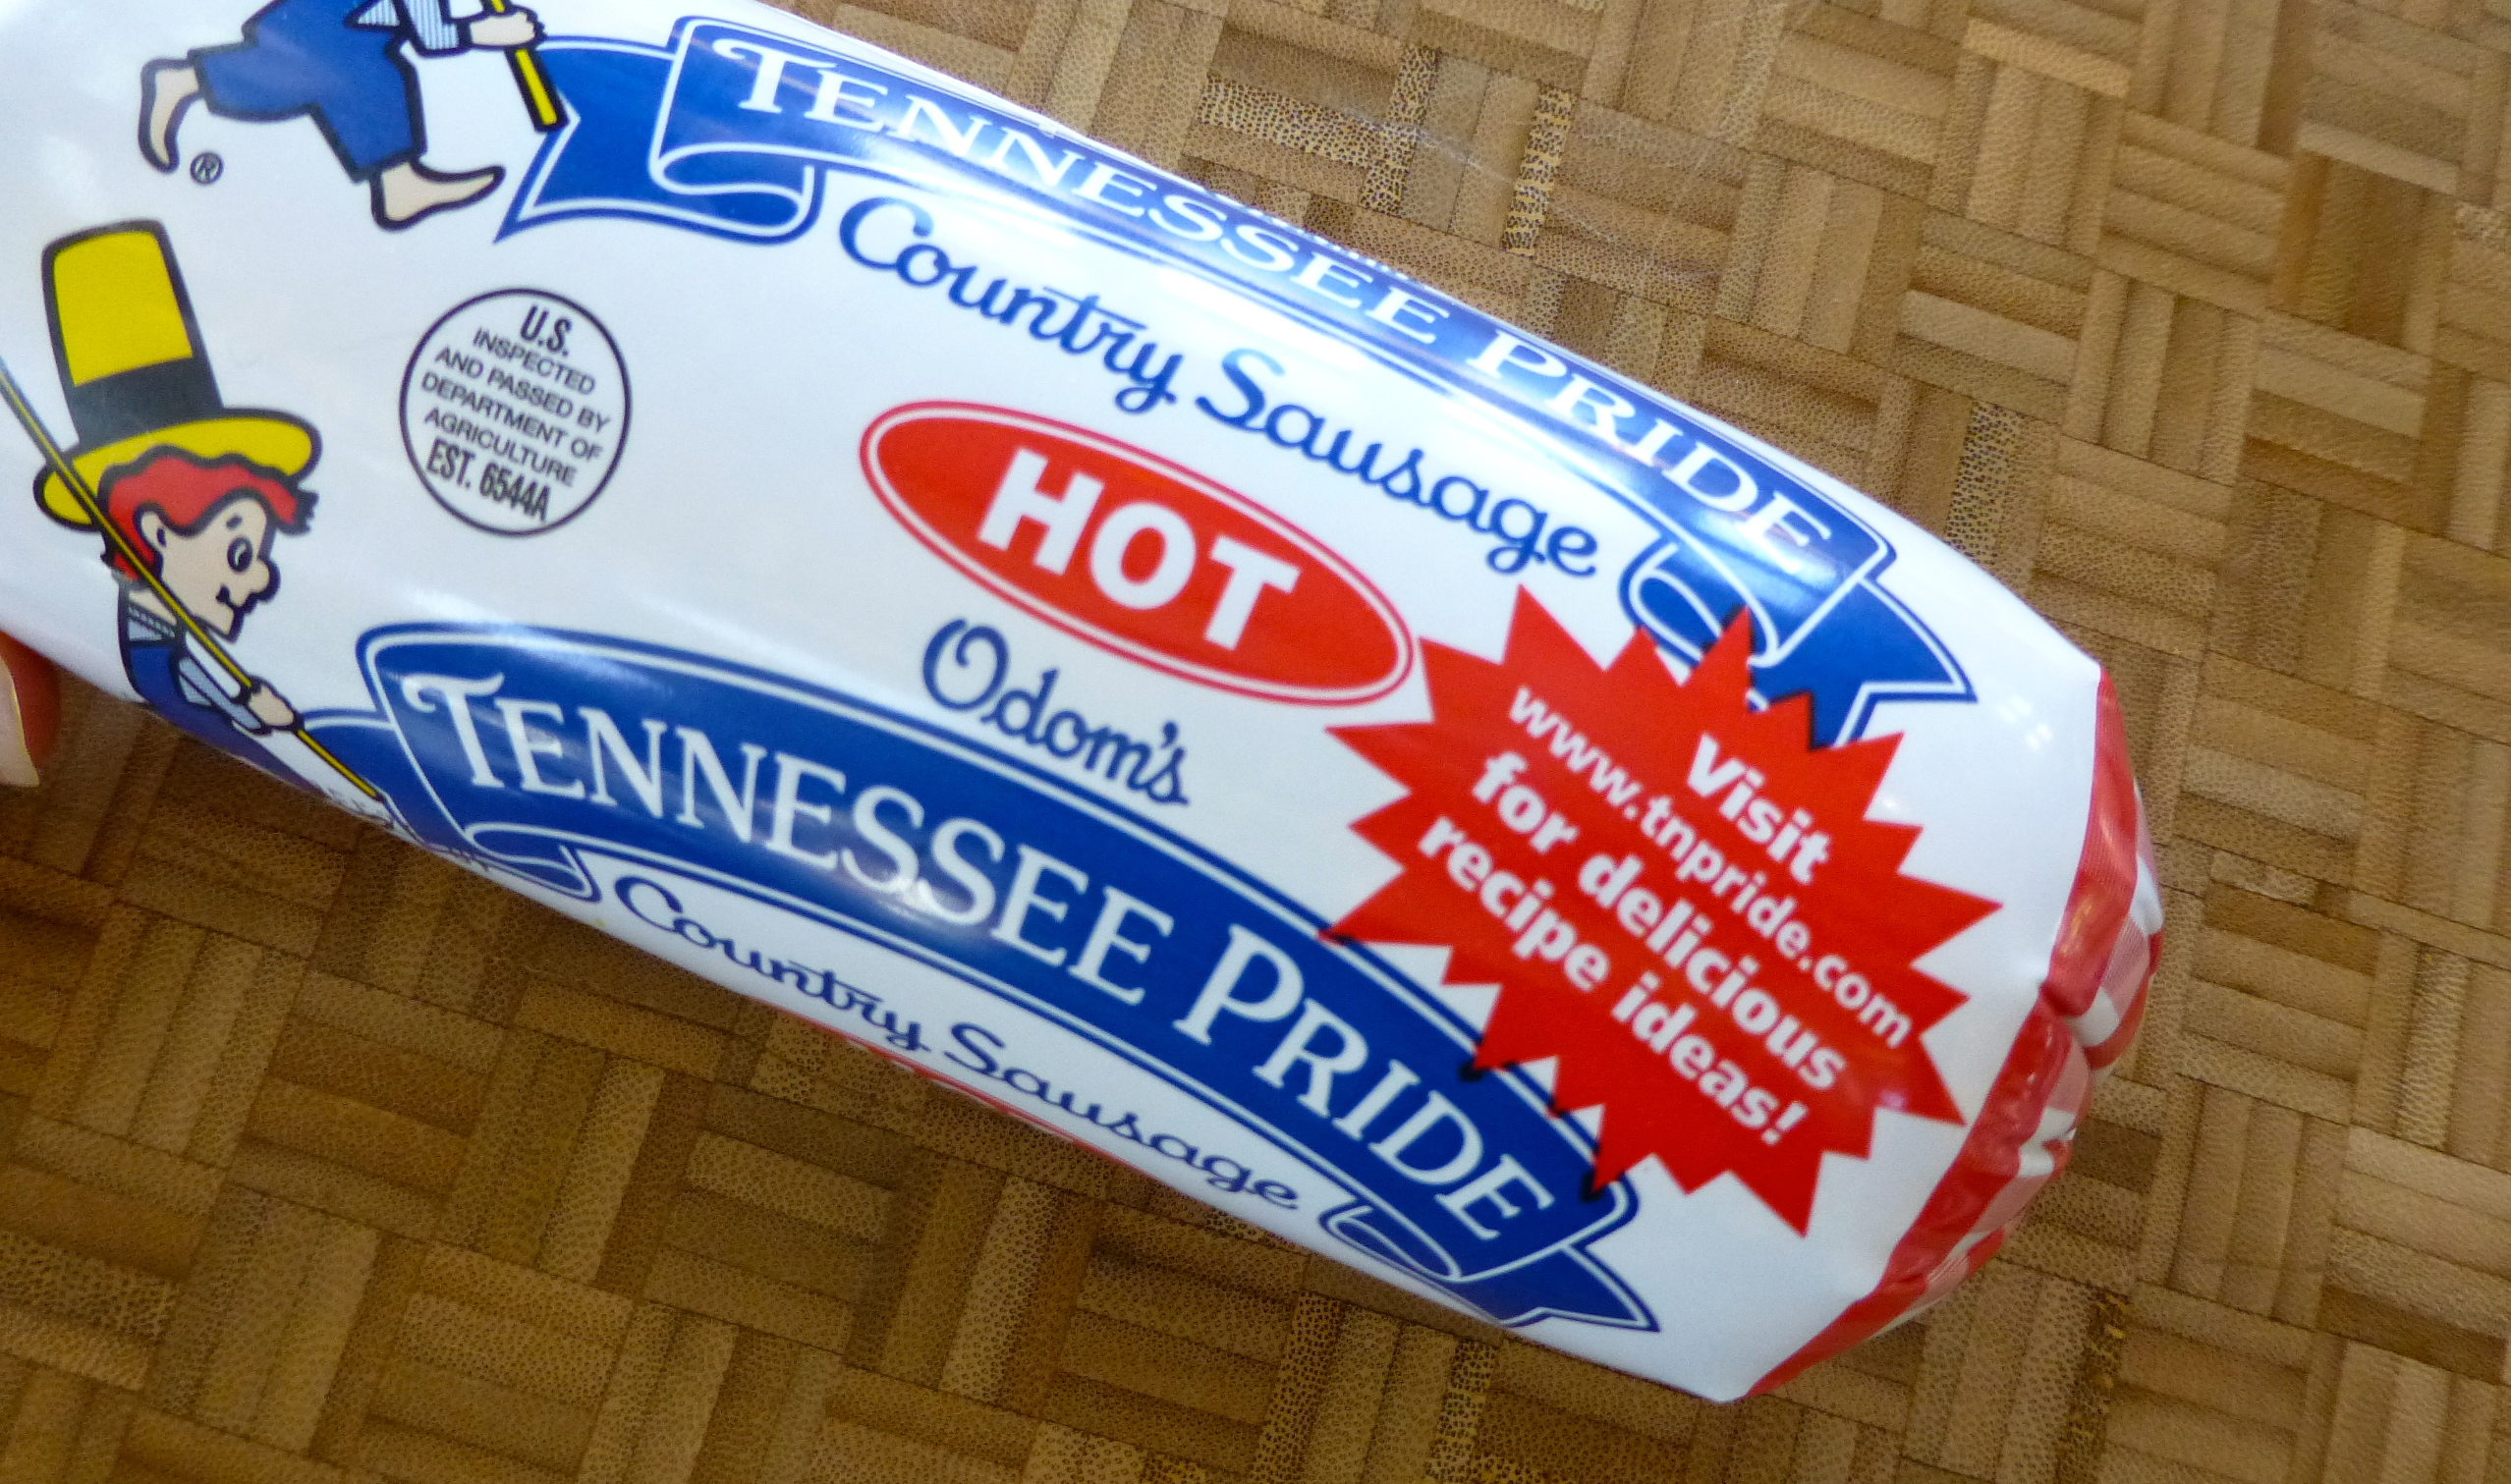 ®
TENNESSEE PRIDE
Country Sausage
U.S.
INSPECTED
AND PASSED BY
DEPARTMENT OF
AGRICULTURE
EST. 6544A
HOT
Odom's
TENNESSEE PRIDE
Country Sausage
Visit
www.tnpride.com
for delicious
recipe ideas!